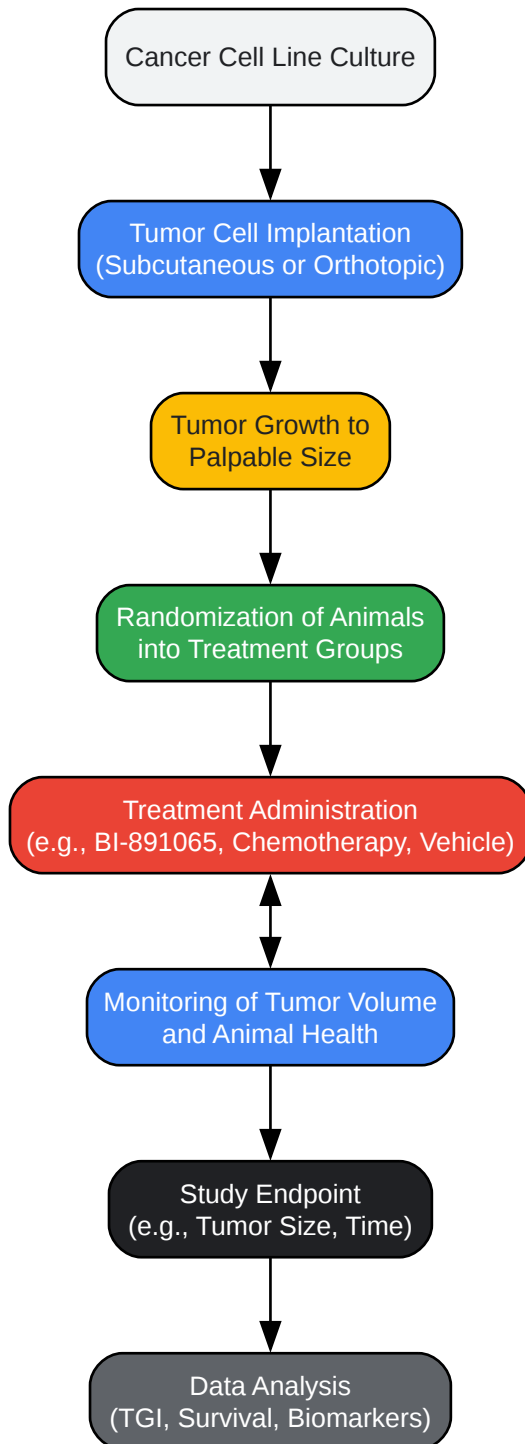 Cancer Cell Line Culture
Tumor Cell Implantation
(Subcutaneous or Orthotopic)
Tumor Growth to
Palpable Size
Randomization of Animals
into Treatment Groups
Treatment Administration
(e.g., BI-891065, Chemotherapy, Vehicle)
Monitoring of Tumor Volume
and Animal Health
Study Endpoint
(e.g., Tumor Size, Time)
Data Analysis
(TGI, Survival, Biomarkers)